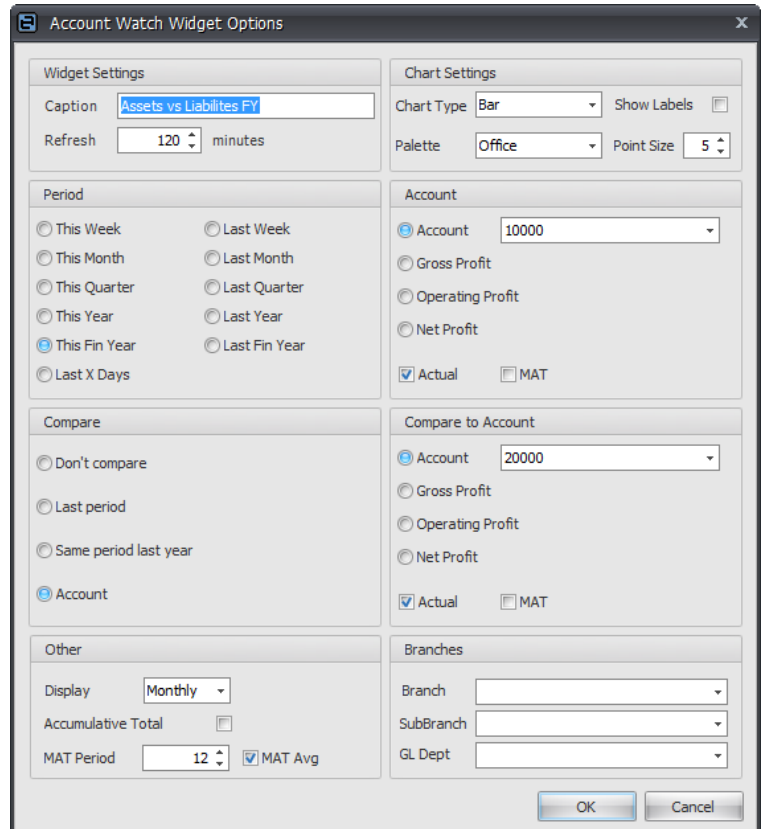 Account Watch Widget Options
x
Widget Settings
Caption Assets vs Liabilites FY
Refresh 120 minutes
Chart Settings
Chart Type Bar Show Labels
Palette Office Point Size 5
Period
This Week Last Week
This Month Last Month
This Quarter Last Quarter
This Year Last Year
This Fin Year Last Fin Year
Last X Days
Account
Account 10000
Gross Profit
Operating Profit
Net Profit
Actual MAT
Compare
Don't compare
Last period
Same period last year
Account
Compare to Account
Account 20000
Gross Profit
Operating Profit
Net Profit
Actual MAT
Other
Display Monthly
Accumulative Total
MAT Period 12 MAT Avg
Branches
Branch
SubBranch
GL Dept
OK Cancel